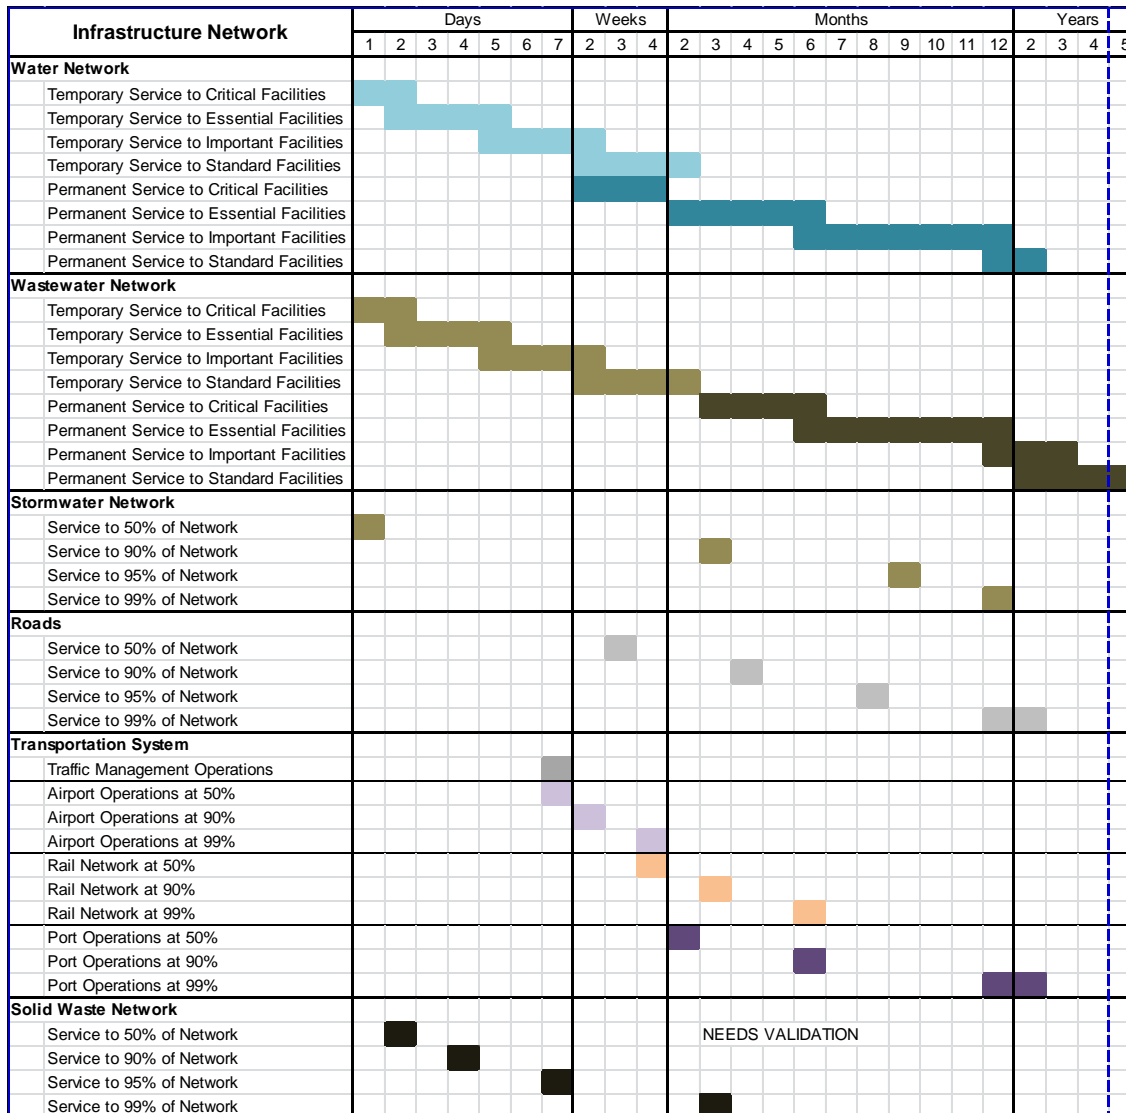 Infrastructure Network Days Weeks Months Years
1 2 3 4 5 6 7 2 3 4 2 3 4 5 6 7 8 9 10 11 12 2 3 4 5
Water Network
Temporary Service to Critical Facilities
Temporary Service to Essential Facilities
Temporary Service to Important Facilities
Temporary Service to Standard Facilities
Permanent Service to Critical Facilities
Permanent Service to Essential Facilities
Permanent Service to Important Facilities
Permanent Service to Standard Facilities
Wastewater Network
Temporary Service to Critical Facilities
Temporary Service to Essential Facilities
Temporary Service to Important Facilities
Temporary Service to Standard Facilities
Permanent Service to Critical Facilities
Permanent Service to Essential Facilities
Permanent Service to Important Facilities
Permanent Service to Standard Facilities
Stormwater Network
Service to 50% of Network
Service to 90% of Network
Service to 95% of Network
Service to 99% of Network
Roads
Service to 50% of Network
Service to 90% of Network
Service to 95% of Network
Service to 99% of Network
Transportation System
Traffic Management Operations
Airport Operations at 50%
Airport Operations at 90%
Airport Operations at 99%
Rail Network at 50%
Rail Network at 90%
Rail Network at 99%
Port Operations at 50%
Port Operations at 90%
Port Operations at 99%
Solid Waste Network
Service to 50% of Network NEEDS VALIDATION
Service to 90% of Network
Service to 95% of Network
Service to 99% of Network